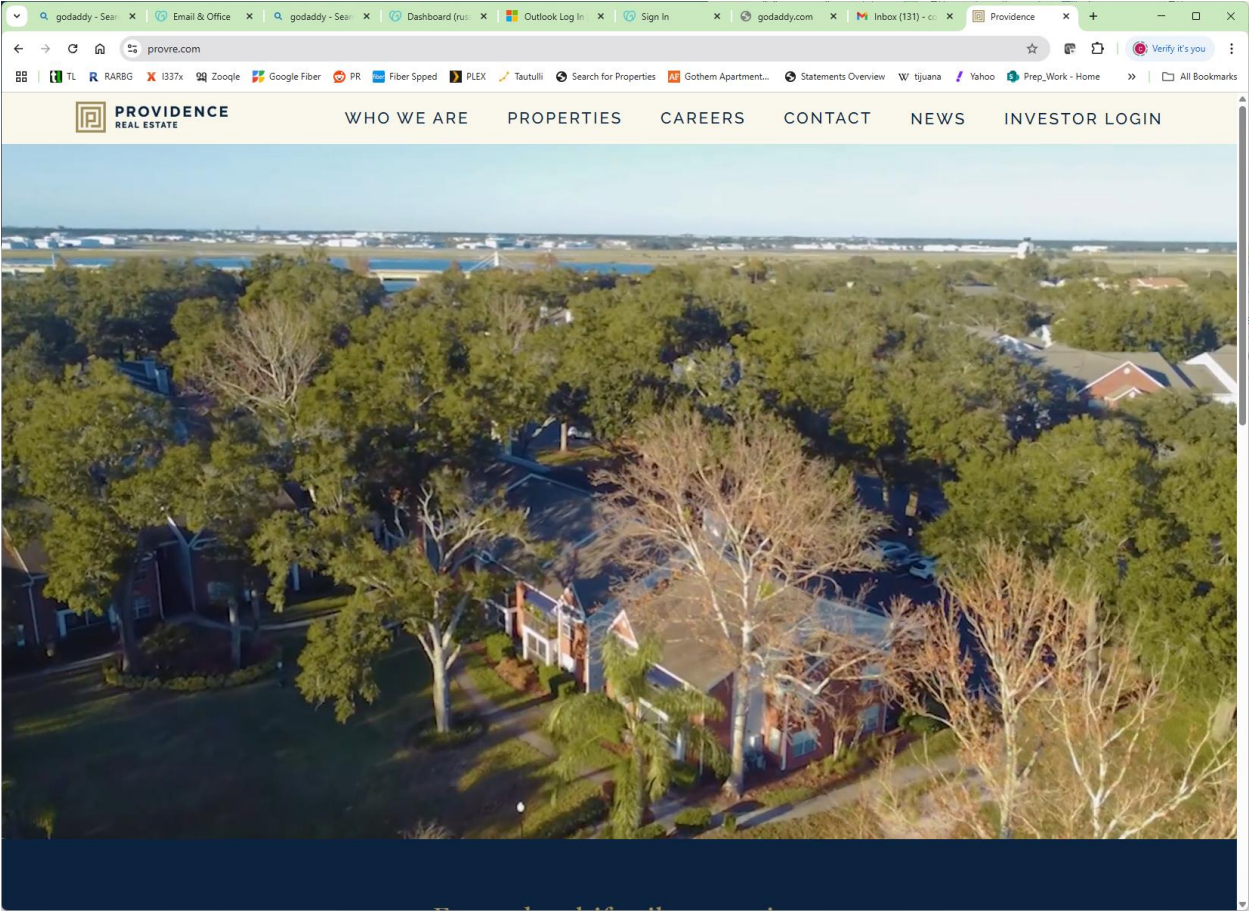 godaddy - Sear
Email & Office
godaddy - Sear
Dashboard (rus
Outlook Log In
Sign In
godaddy.com
Inbox (131) - co
Providence
provre.com
Verify it's you
TL
RARBG
I337x
Zooqle
Google Fiber
PR
Fiber Spped
PLEX
Tautulli
Search for Properties
Gothem Apartment...
Statements Overview
tijuana
Yahoo
Prep_Work - Home
All Bookmarks
PROVIDENCE
REAL ESTATE
WHO WE ARE
PROPERTIES
CAREERS
CONTACT
NEWS
INVESTOR LOGIN